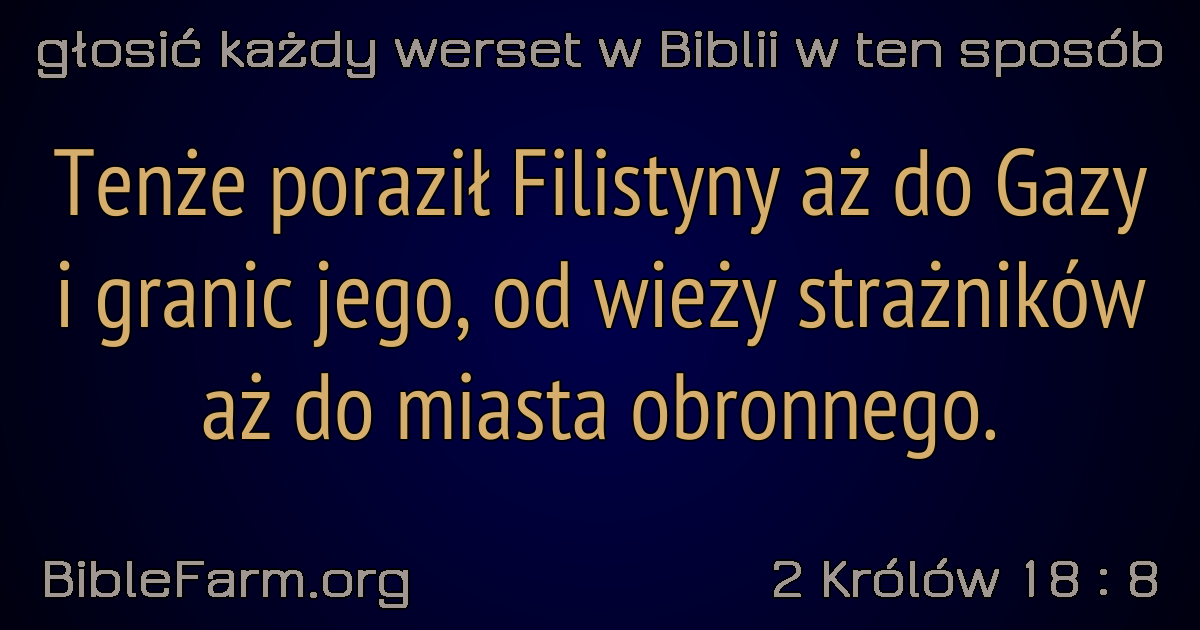 głosić każdy werset w Biblii w ten sposób
Tenże poraził Filistyny aż do Gazy
i granic jego, od wieży strażników
aż do miasta obronnego.
BibleFarm.org
2 Królów 18 : 8